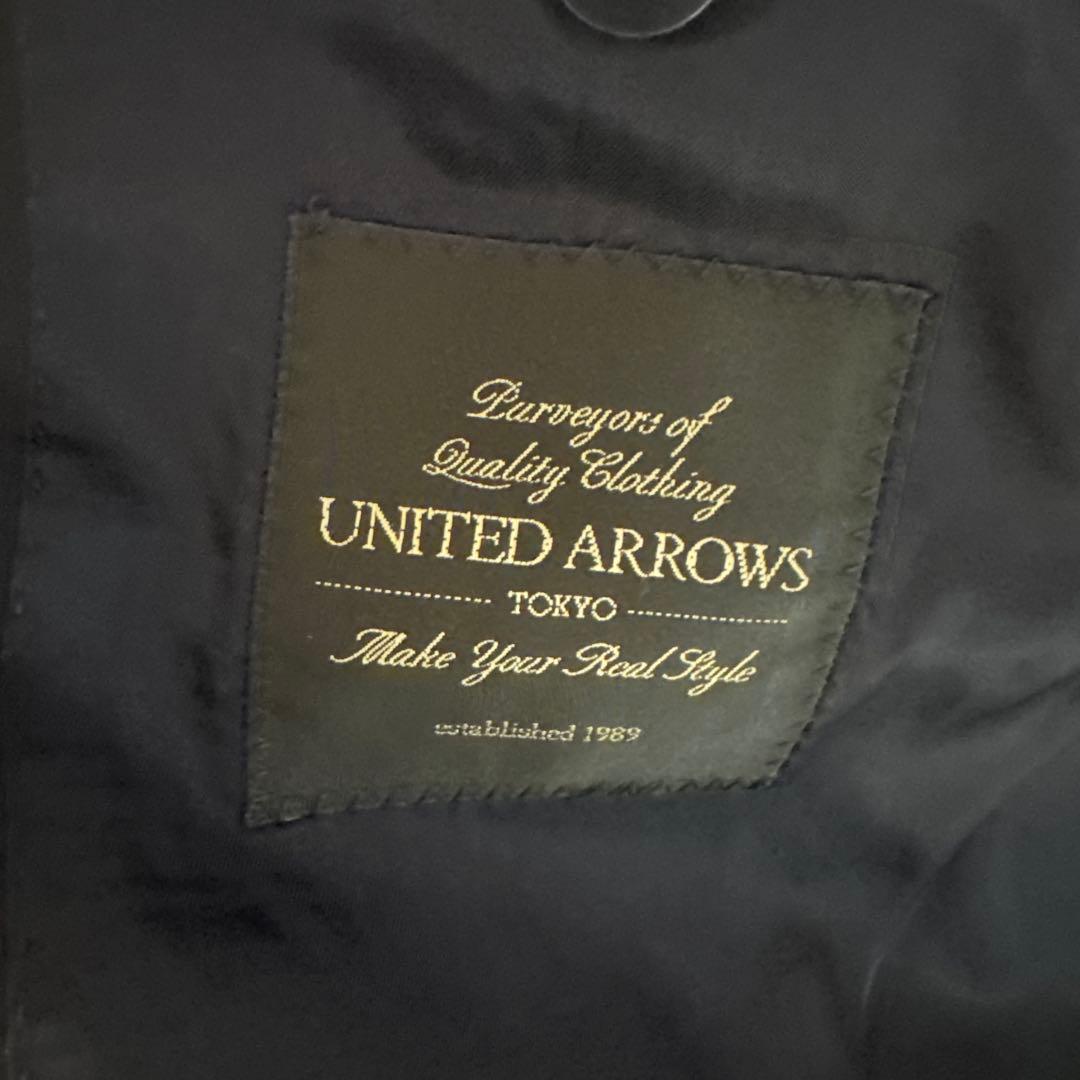 Purveyors of
Quality Clothing
UNITED ARROWS
TOKYO
Make Your Real Style
established 1989